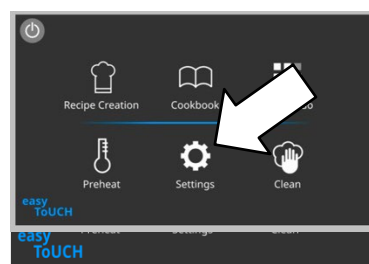 Recipe Creation Cookbook
Preheat Settings Clean
easy
ToUCH
easy
ToUCH